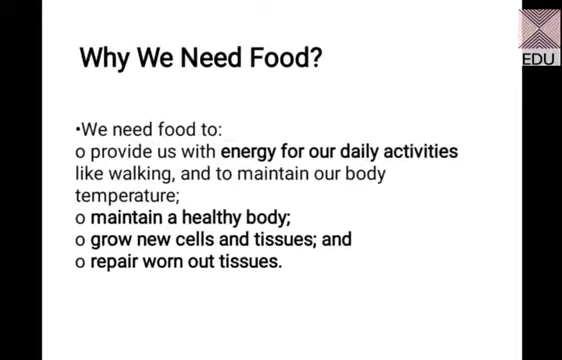 Why We Need Food?
EDU
•We need food to:
o provide us with energy for our daily activities
like walking, and to maintain our body
temperature;
o maintain a healthy body;
o grow new cells and tissues; and
o repair worn out tissues.